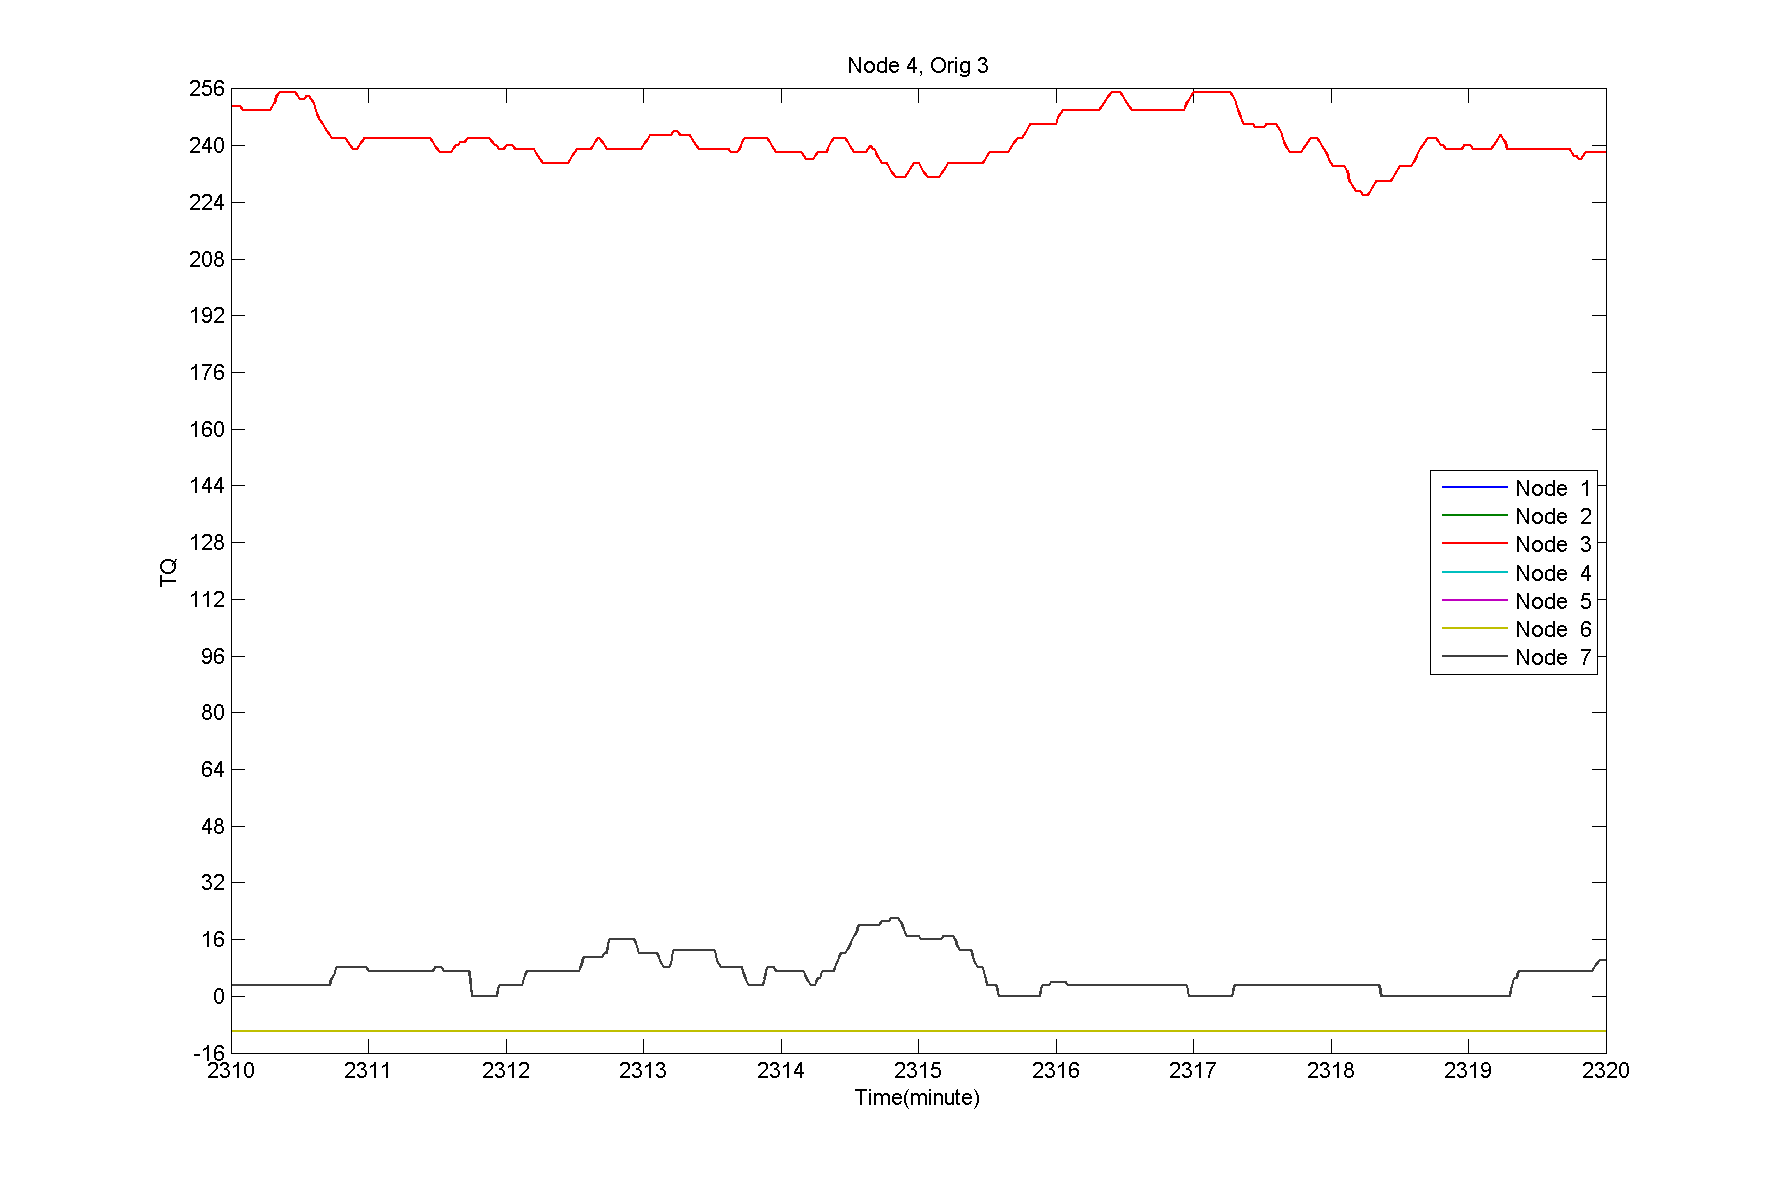 Node 4, Orig 3
256
240
224
208
192
176
160
144
128
112
96
80
64
48
32
16
0
-16
TQ
Node 1
Node 2
Node 3
Node 4
Node 5
Node 6
Node 7
2310 2311 2312 2313 2314 2315 2316 2317 2318 2319 2320
Time(minute)